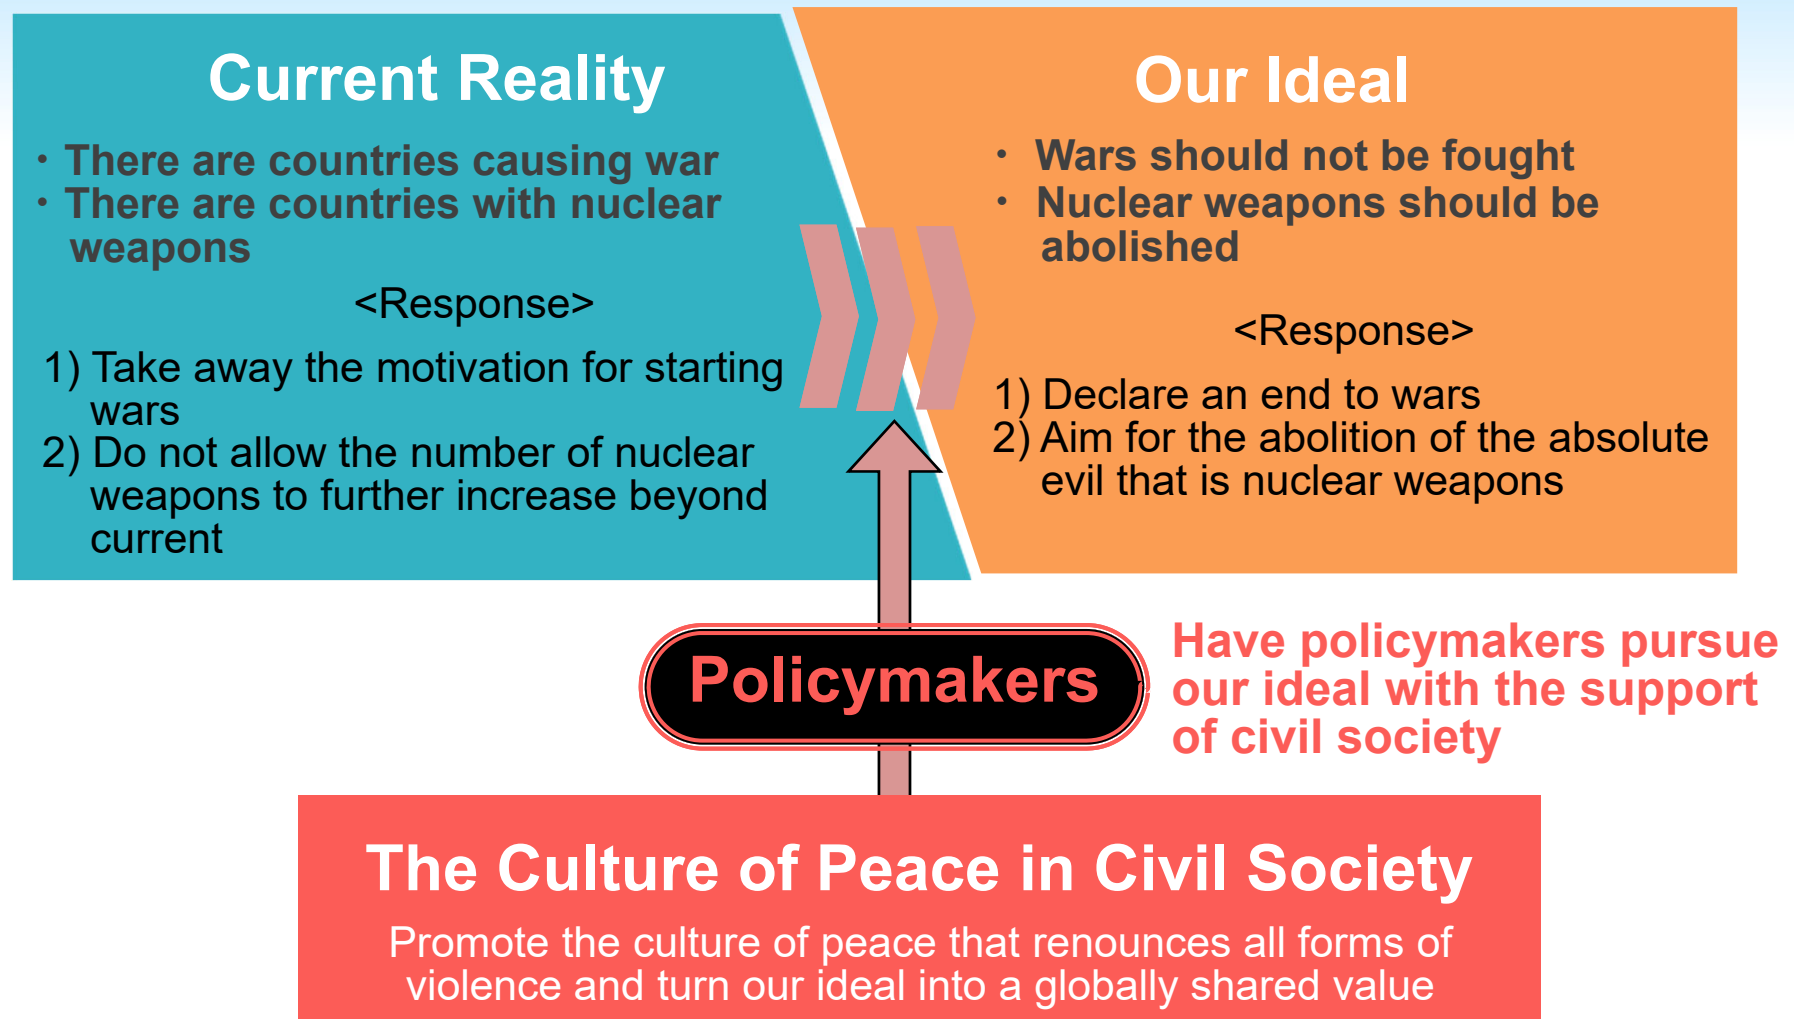 Current Reality
・There are countries causing war
・There are countries with nuclear
weapons
<Response>
1) Take away the motivation for starting
wars
2) Do not allow the number of nuclear
weapons to further increase beyond
current
Our Ideal
・ Wars should not be fought
・ Nuclear weapons should be
abolished
<Response>
1) Declare an end to wars
2) Aim for the abolition of the absolute
evil that is nuclear weapons
Policymakers
Have policymakers pursue
our ideal with the support
of civil society
The Culture of Peace in Civil Society
Promote the culture of peace that renounces all forms of
violence and turn our ideal into a globally shared value